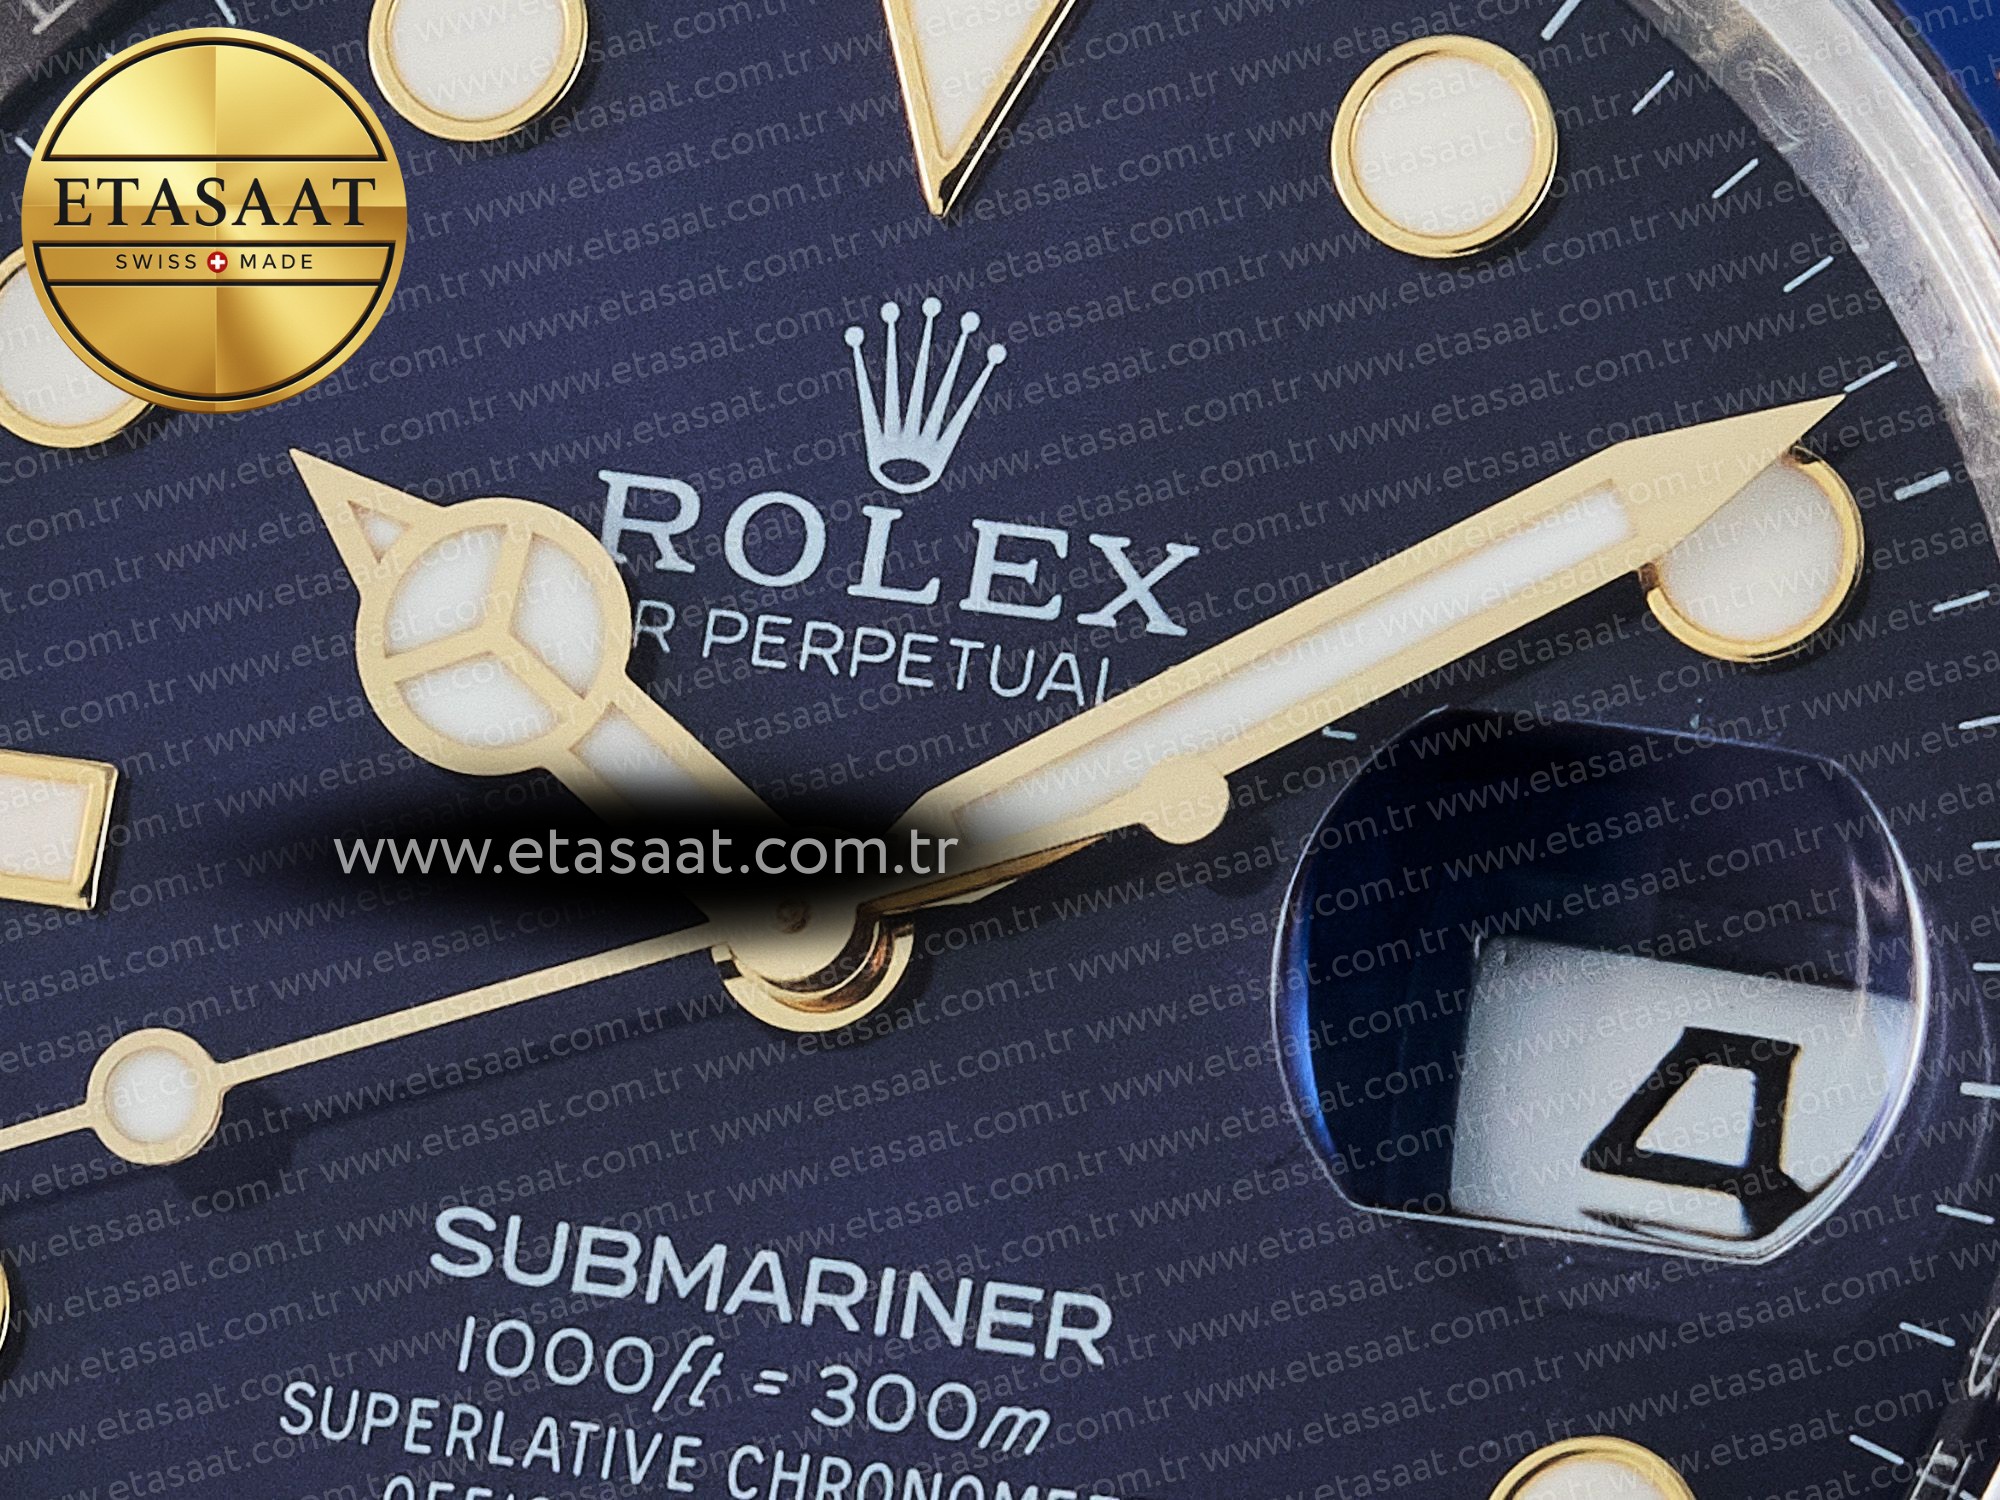 ETASAAT
SWISS MADE
ROLEX
R PERPETUAL
www.etasaat.com.tr
4
SUBMARINER
1000ft = 300m
SUPERLATIVE CHRONOME